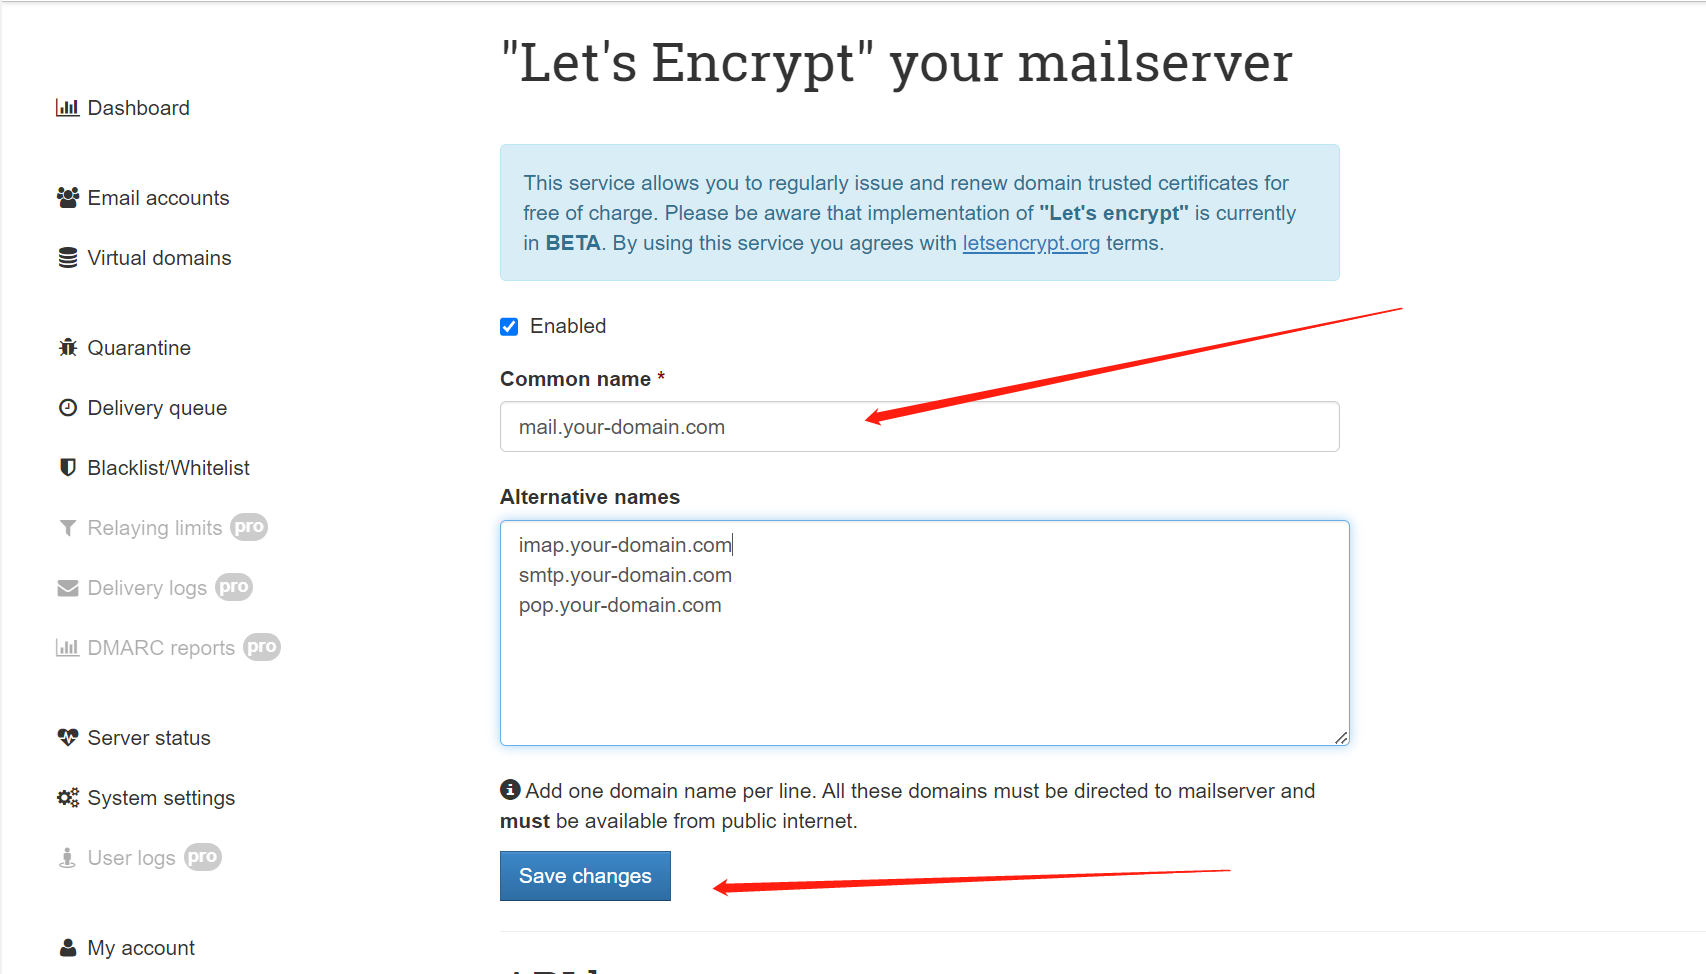 "Let's Encrypt" your mailserver
Dashboard
Email accounts
Virtual domains
Quarantine
Delivery queue
Blacklist/Whitelist
Relaying limits pro
Delivery logs pro
DMARC reports pro
Server status
System settings
User logs pro
My account
This service allows you to regularly issue and renew domain trusted certificates for
free of charge. Please be aware that implementation of "Let's encrypt" is currently
in BETA. By using this service you agrees with letsencrypt.org terms.
Enabled
Common name *
mail.your-domain.com
Alternative names
imap.your-domain.com
smtp.your-domain.com
pop.your-domain.com
Add one domain name per line. All these domains must be directed to mailserver and
must be available from public internet.
Save changes